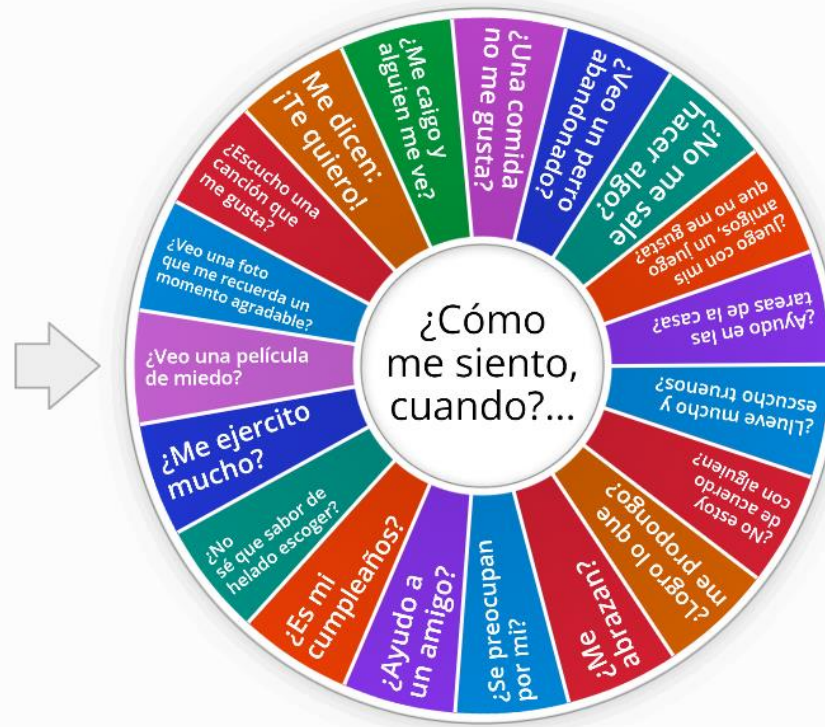 ¿Cómo
me siento,
cuando?...
¿Veo una película
de miedo?
¿Veo una foto
que me recuerda un
momento agradable?
¿Escucho una
canción que
me gusta?
Me dicen:
¡Te quiero!
¿Me caigo y
alguien me ve?
¿Una comida
no me gusta?
¿Veo un perro
abandonado?
¿No me sale
hacer algo?
¿Juego con mis
amigos, un juego
que no me gusta?
¿Ayudo en las
tareas de la casa?
¿Llueve mucho y
escucho truenos?
¿No estoy
de acuerdo
con alguien?
¿Logro lo que
me propongo?
¿Me
abrazan?
¿Se preocupan
por mi?
¿Ayudo a
un amigo?
¿Es mi
cumpleaños?
¿No
sé que sabor de
helado escoger?
¿Me ejercito
mucho?